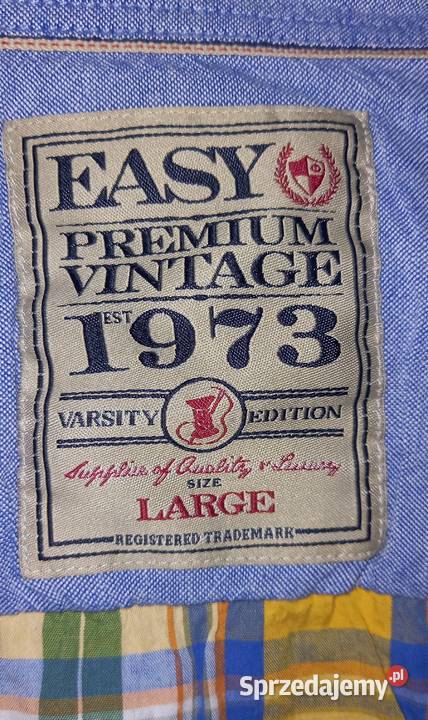 EASY
PREMIUM
VINTAGE
EST 1973
VARSITY EDITION
Supplier of Quality & Luxury
SIZE
LARGE
REGISTERED TRADEMARK
Sprzedajemy.pl